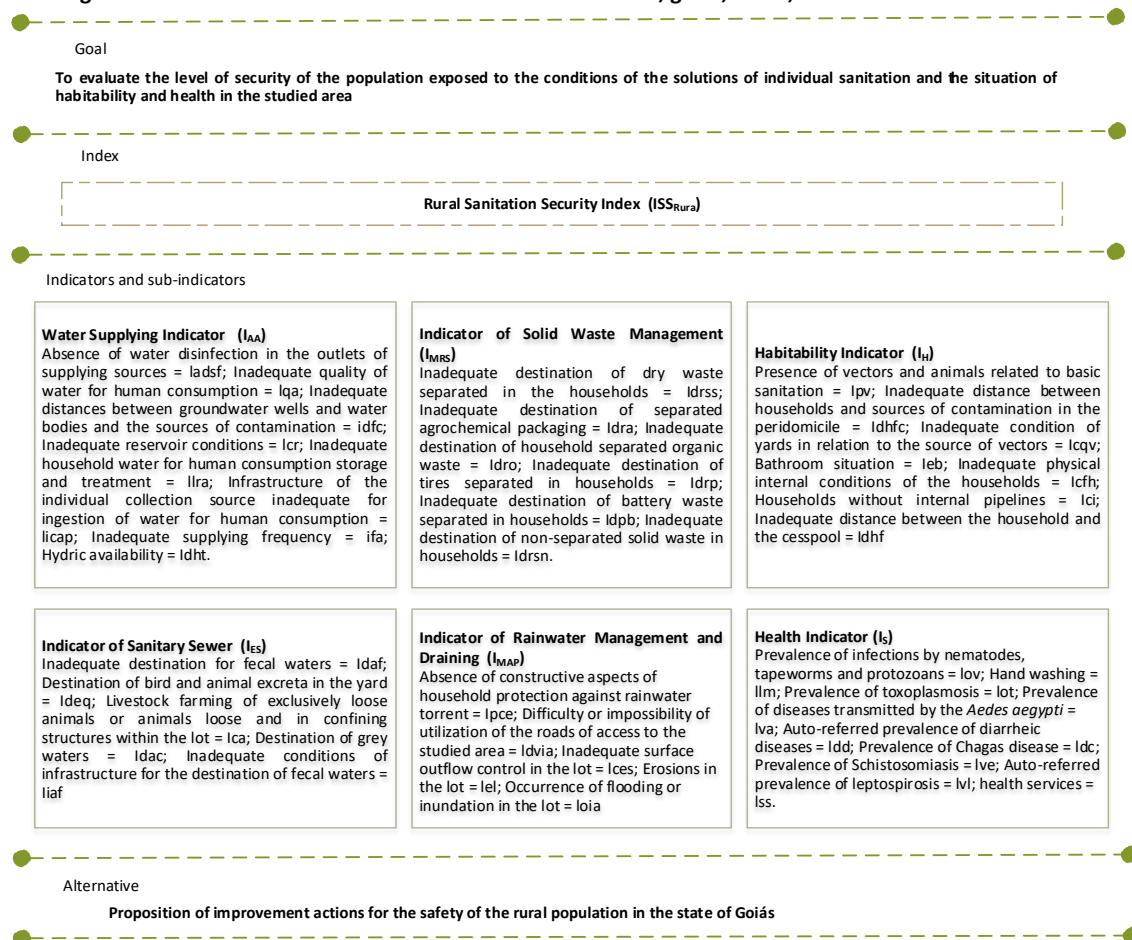 Goal
To evaluate the level of security of the population exposed to the conditions of the solutions of individual sanitation and the situation of
habitability and health in the studied area
Index
Rural Sanitation Security Index (ISSRura)
Indicators and sub-indicators
Water Supplying Indicator (IAA)
Absence of water disinfection in the outlets of
supplying sources = Iadsf; Inadequate quality of
water for human consumption = Iqa; Inadequate
distances between groundwater wells and water
bodies and the sources of contamination = idfc;
Inadequate reservoir conditions = Icr; Inadequate
household water for human consumption storage
and treatment = Ilra; Infrastructure of the
individual collection source inadequate for
ingestion of water for human consumption =
Iicap; Inadequate supplying frequency = ifa;
Hydric availability = Idht.
Indicator of Solid Waste Management
(IMRS)
Inadequate destination of dry waste
separated in the households = Idrss;
Inadequate destination of separated
agrochemical packaging = Idra; Inadequate
destination of household separated organic
waste = Idro; Inadequate destination of
tires separated in households = Idrp;
Inadequate destination of battery waste
separated in households = Idpb; Inadequate
destination of non-separated solid waste in
households = Idrsn.
Habitability Indicator (IH)
Presence of vectors and animals related to basic
sanitation = Ipv; Inadequate distance between
households and sources of contamination in the
peridomicile = Idhfc; Inadequate condition of
yards in relation to the source of vectors = Icqv;
Bathroom situation = Ieb; Inadequate physical
internal conditions of the households = Icfh;
Households without internal pipelines = Ici;
Inadequate distance between the household and
the cesspool = Idhf
Indicator of Sanitary Sewer (IES)
Inadequate destination for fecal waters = Idaf;
Destination of bird and animal excreta in the yard
= Ideq; Livestock farming of exclusively loose
animals or animals loose and in confining
structures within the lot = Ica; Destination of grey
waters = Idac; Inadequate conditions of
infrastructure for the destination of fecal waters =
Iiaf
Indicator of Rainwater Management and
Draining (IMAP)
Absence of constructive aspects of
household protection against rainwater
torrent = Ipce; Difficulty or impossibility of
utilization of the roads of access to the
studied area = Idvia; Inadequate surface
outflow control in the lot = Ices; Erosions in
the lot = Iel; Occurrence of flooding or
inundation in the lot = Ioia
Health Indicator (IS)
Prevalence of infections by nematodes,
tapeworms and protozoans = Iov; Hand washing =
Ilm; Prevalence of toxoplasmosis = Iot; Prevalence
of diseases transmitted by the Aedes aegypti =
Iva; Auto-referred prevalence of diarrheic
diseases = Idd; Prevalence of Chagas disease = Idc;
Prevalence of Schistosomiasis = Ive; Auto-referred
prevalence of leptospirosis = Ivl; health services =
Iss.
Alternative
Proposition of improvement actions for the safety of the rural population in the state of Goiás